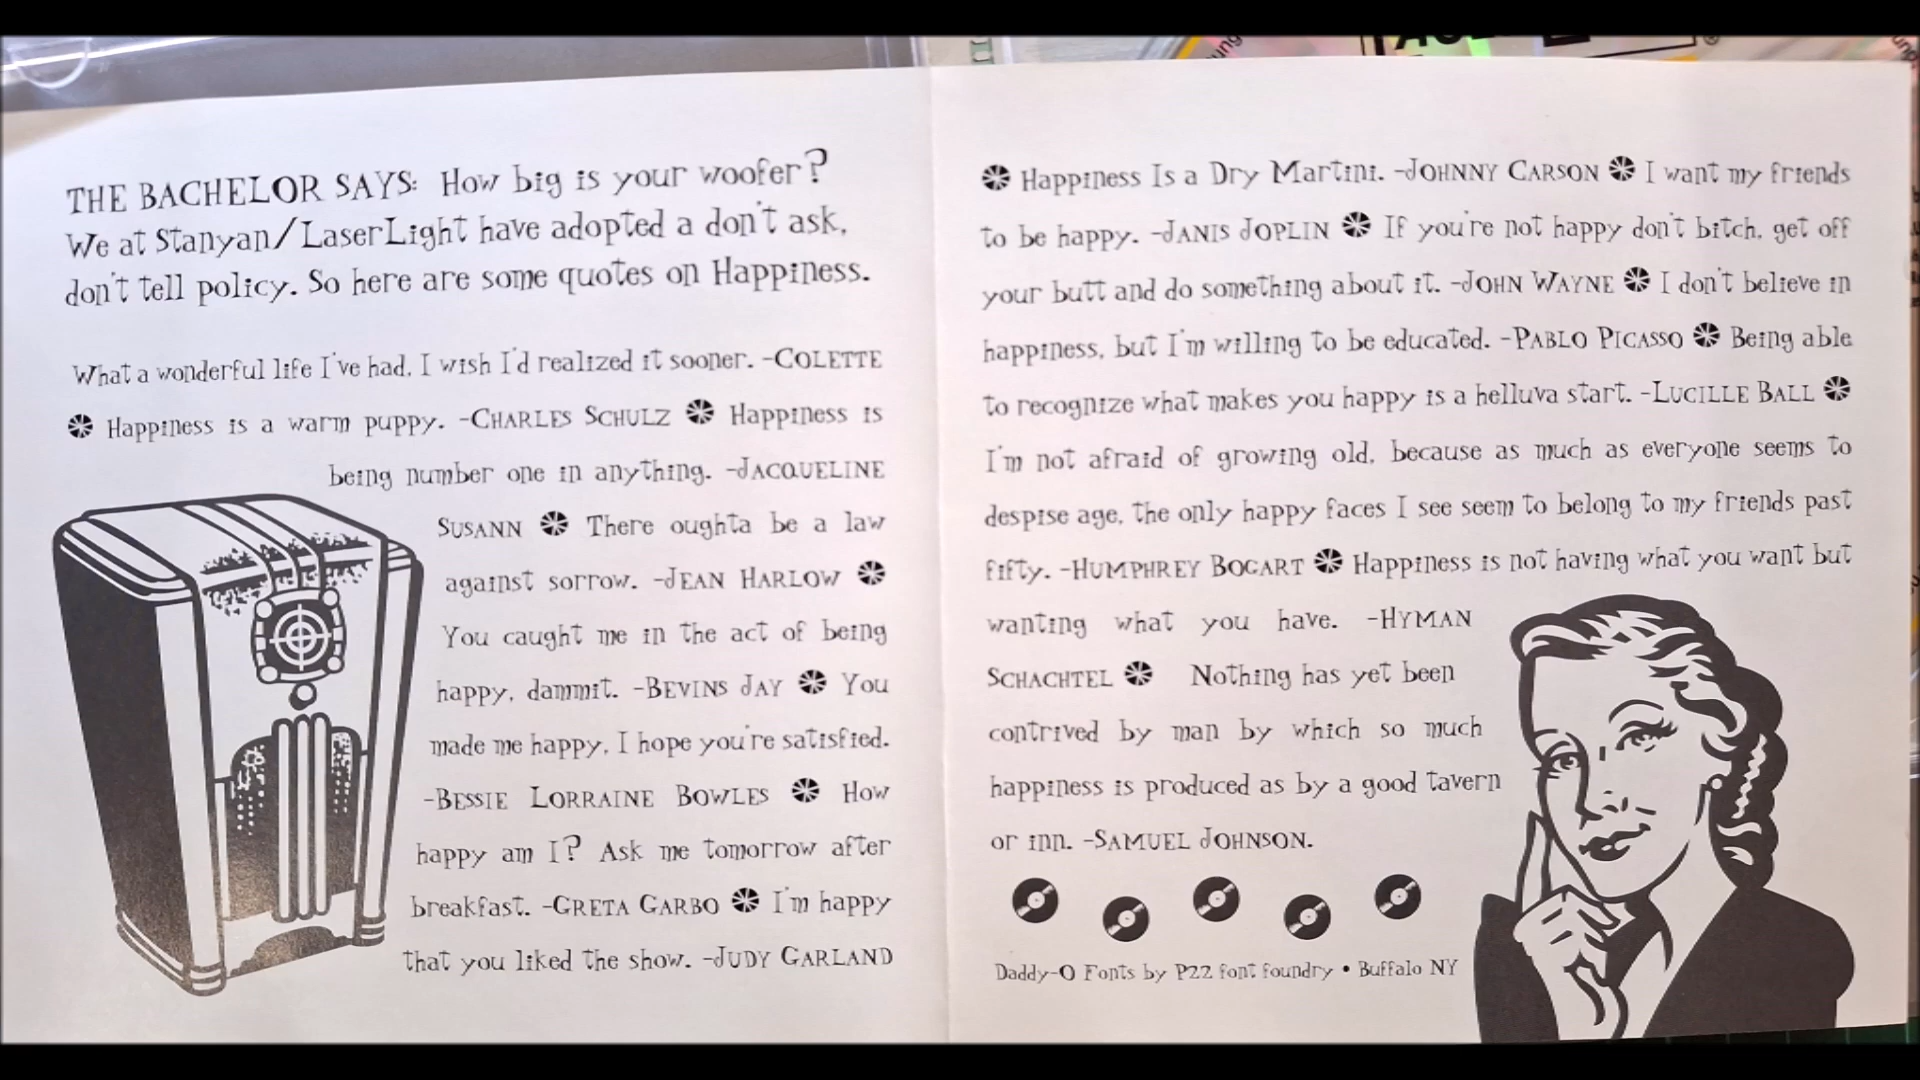 THE BACHELOR SAYS: How big is your woofer?
We at Stanyan/LaserLight have adopted a don't ask,
don't tell policy. So here are some quotes on Happiness.
What a wonderful life I've had, I wish I'd realized it sooner. -COLETTE
Happiness is a warm puppy. -CHARLES SCHULZ Happiness is
being number one in anything. -JACQUELINE
SUSANN There oughta be a law
against sorrow. -JEAN HARLOW
You caught me in the act of being
happy, dammit. -BEVINS JAY You
made me happy, I hope you're satisfied.
-BESSIE LORRAINE BOWLES How
happy am I? Ask me tomorrow after
breakfast. -GRETA GARBO I'm happy
that you liked the show. -JUDY GARLAND
Happiness Is a Dry Martini. -JOHNNY CARSON I want my friends
to be happy. -JANIS JOPLIN If you're not happy don't bitch, get off
your butt and do something about it. -JOHN WAYNE I don't believe in
happiness, but I'm willing to be educated. -PABLO PICASSO Being able
to recognize what makes you happy is a helluva start. -LUCILLE BALL
I'm not afraid of growing old, because as much as everyone seems to
despise age, the only happy faces I see seem to belong to my friends past
fifty. -HUMPHREY BOGART Happiness is not having what you want but
wanting what you have. -HYMAN
SCHACHTEL Nothing has yet been
contrived by man by which so much
happiness is produced as by a good tavern
or inn. -SAMUEL JOHNSON.
Daddy-O Fonts by P22 font foundry • Buffalo NY